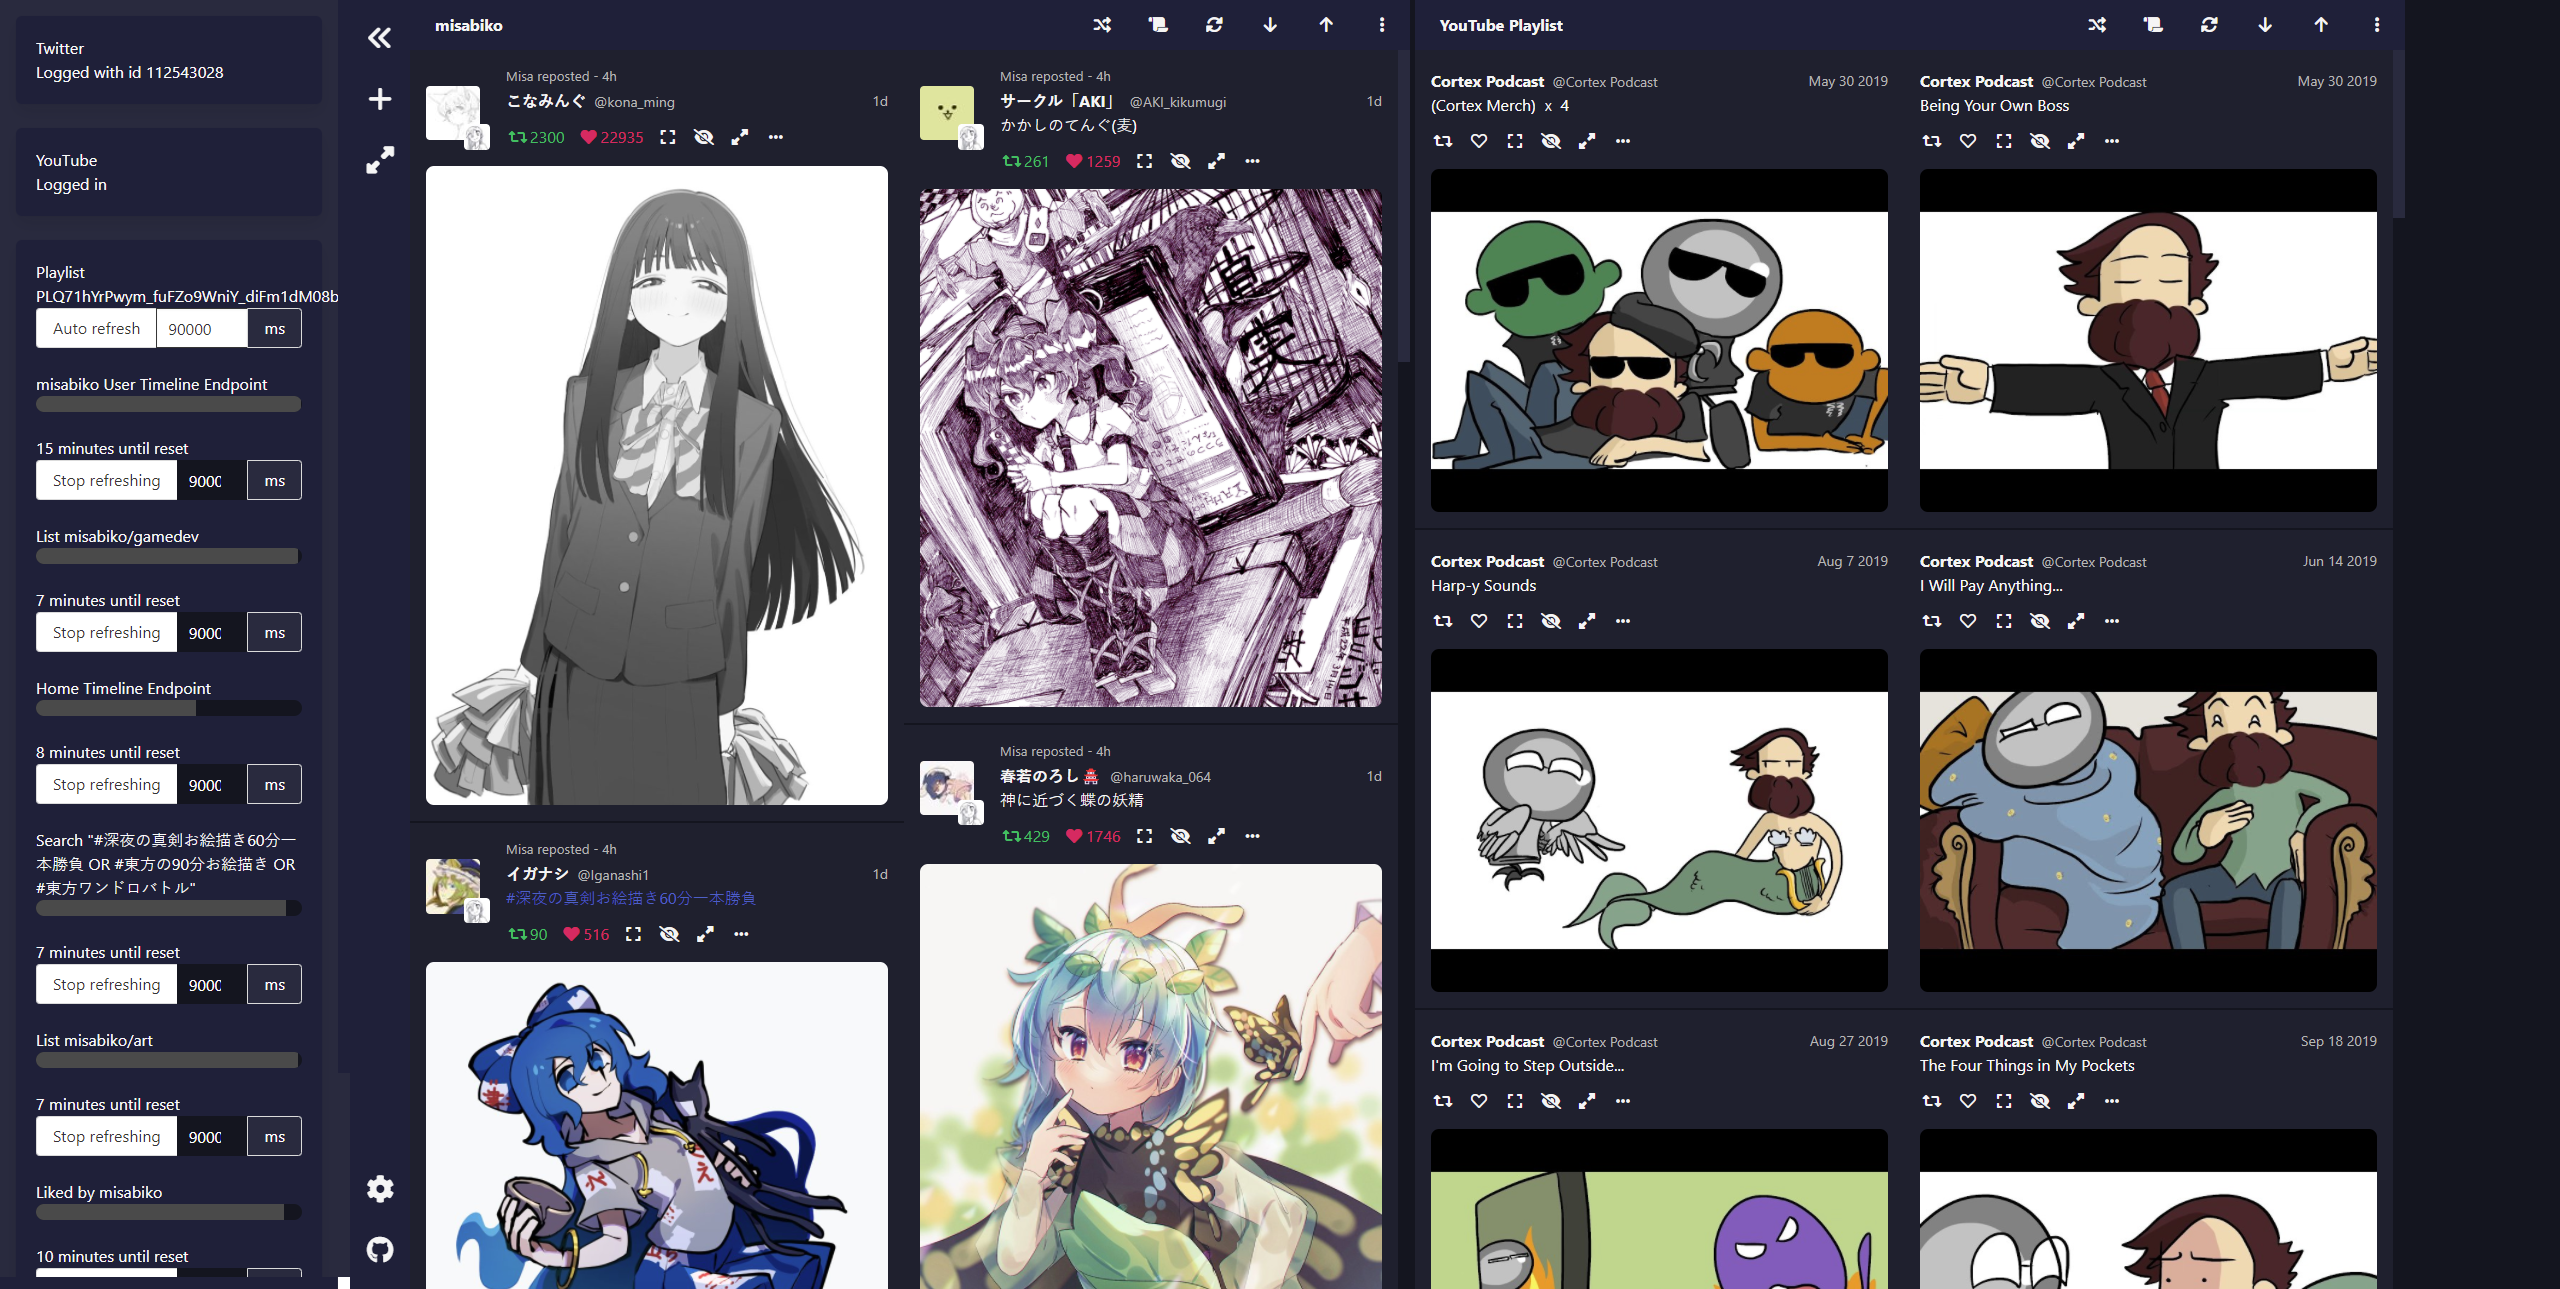 Twitter
Logged with id 112543028
YouTube
Logged in
Playlist
PLQ71hYrPwym_fuFZo9WniY_diFm1dM08b
Auto refresh 90000 ms
misabiko User Timeline Endpoint
15 minutes until reset
Stop refreshing 9000 ms
List misabiko/gamedev
7 minutes until reset
Stop refreshing 9000 ms
Home Timeline Endpoint
8 minutes until reset
Stop refreshing 9000 ms
Search "#深夜の真剣お絵描き60分一
本勝負 OR #東方の90分お絵描き OR
#東方ワンドロバトル"
7 minutes until reset
Stop refreshing 9000 ms
List misabiko/art
7 minutes until reset
Stop refreshing 9000 ms
Liked by misabiko
10 minutes until reset
misabiko
Misa reposted - 4h
こなみんぐ @kona_ming 1d
2300 22935
Misa reposted - 4h
イガナシ @Iganashi1 1d
#深夜の真剣お絵描き60分一本勝負
90 516
Misa reposted - 4h
サークル「AKI」 @AKI_kikumugi 1d
かかしのてんぐ(麦)
261 1259
Misa reposted - 4h
春若のろし🏯 @haruwaka_064 1d
神に近づく蝶の妖精
429 1746
YouTube Playlist
Cortex Podcast @Cortex Podcast May 30 2019
(Cortex Merch) x 4
Cortex Podcast @Cortex Podcast May 30 2019
Being Your Own Boss
Cortex Podcast @Cortex Podcast Aug 7 2019
Harp-y Sounds
Cortex Podcast @Cortex Podcast Jun 14 2019
I Will Pay Anything...
Cortex Podcast @Cortex Podcast Aug 27 2019
I'm Going to Step Outside...
Cortex Podcast @Cortex Podcast Sep 18 2019
The Four Things in My Pockets